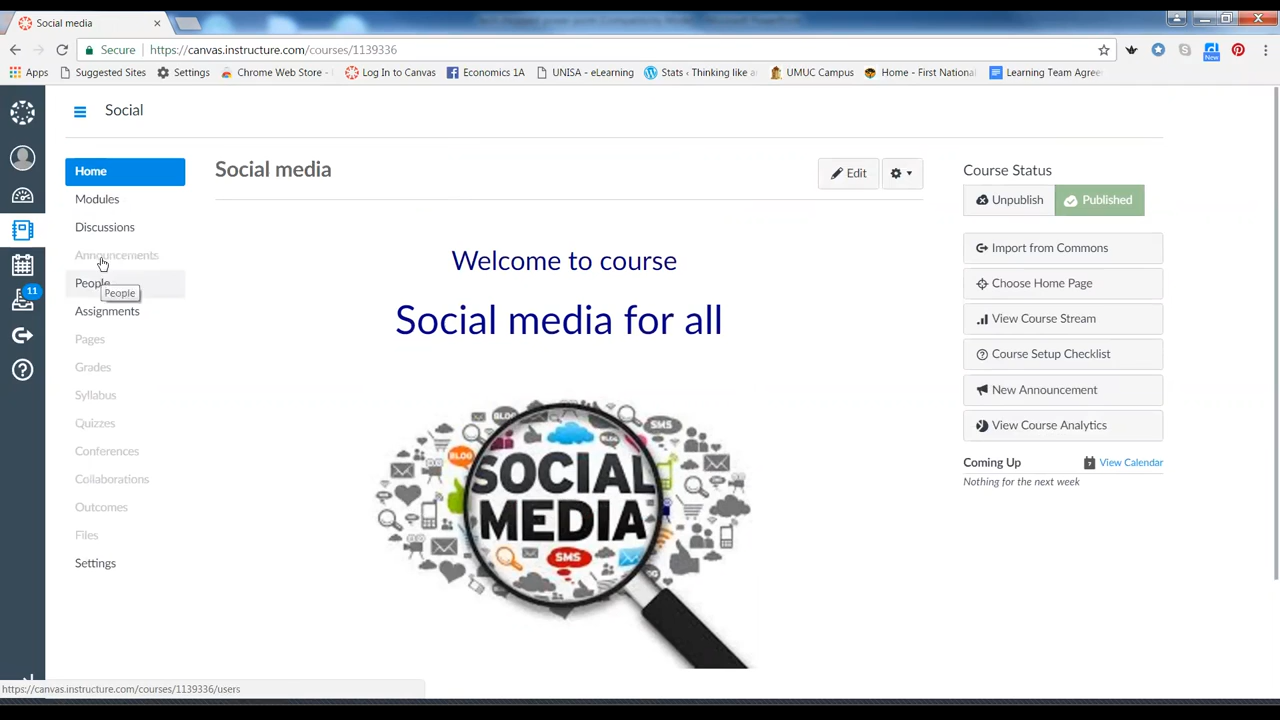 Social media
Secure
https://canvas.instructure.com/courses/1139336
Apps
Suggested Sites
Settings
Chrome Web Store -
Log In to Canvas
Economics 1A
UNISA - eLearning
Stats ‹ Thinking like a
UMUC Campus
Home - First National
Learning Team Agree
New
Social
Home
Modules
Discussions
Announcements
People
People
Assignments
Pages
Grades
Syllabus
Quizzes
Conferences
Collaborations
Outcomes
Files
Settings
11
Social media
Edit
Welcome to course
Social media for all
BLOG
SMS
BLOG
SOCIAL
MEDIA
SMS
Course Status
Unpublish
Published
Import from Commons
Choose Home Page
View Course Stream
Course Setup Checklist
New Announcement
View Course Analytics
Coming Up
View Calendar
Nothing for the next week
https://canvas.instructure.com/courses/1139336/users